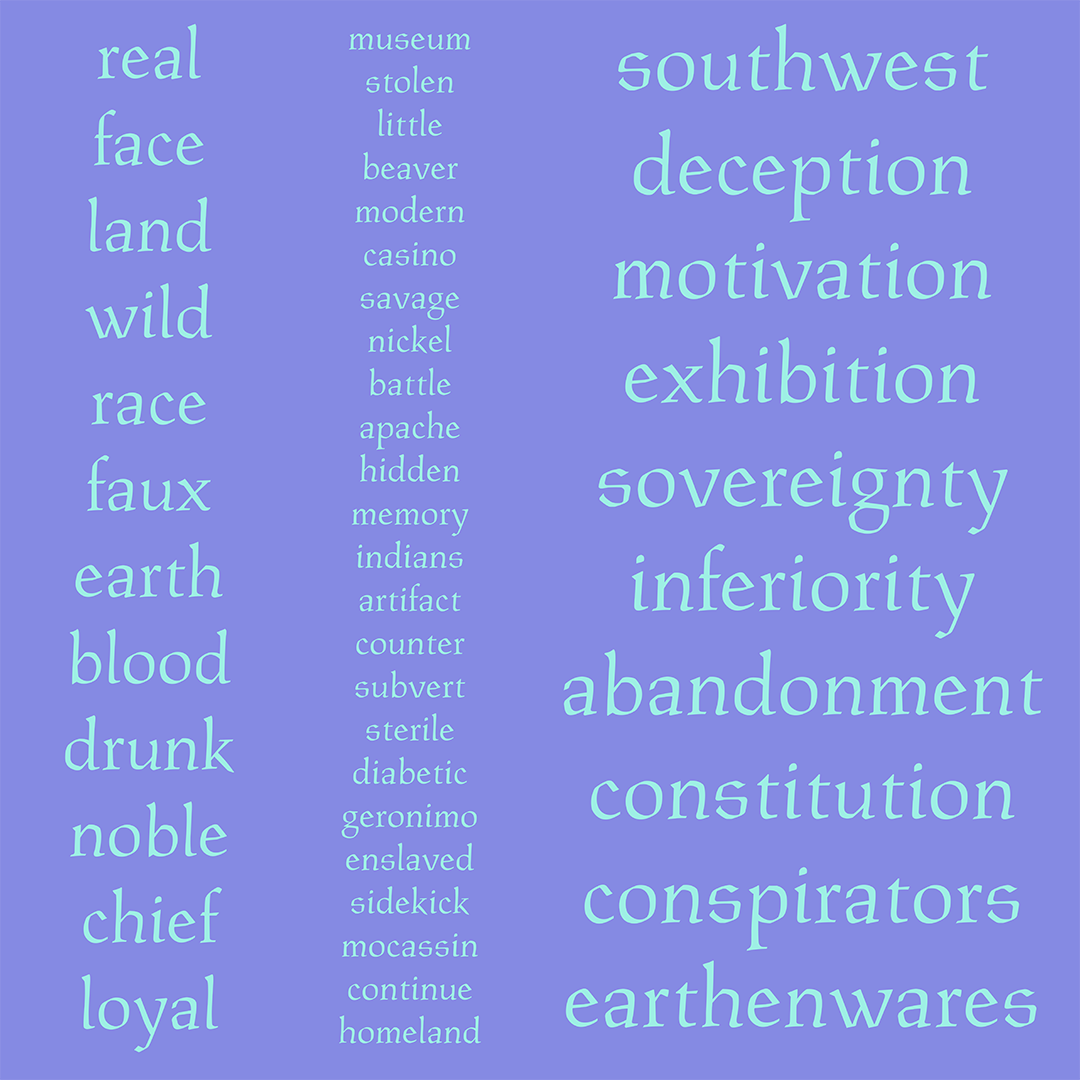 real
face
land
wild
race
faux
earth
blood
drunk
noble
chief
loyal
museum
stolen
little
beaver
modern
casino
savage
nickel
battle
apache
hidden
memory
indians
artifact
counter
subvert
sterile
diabetic
geronimo
enslaved
sidekick
mocassin
continue
homeland
southwest
deception
motivation
exhibition
sovereignty
inferiority
abandonment
constitution
conspirators
earthenwares